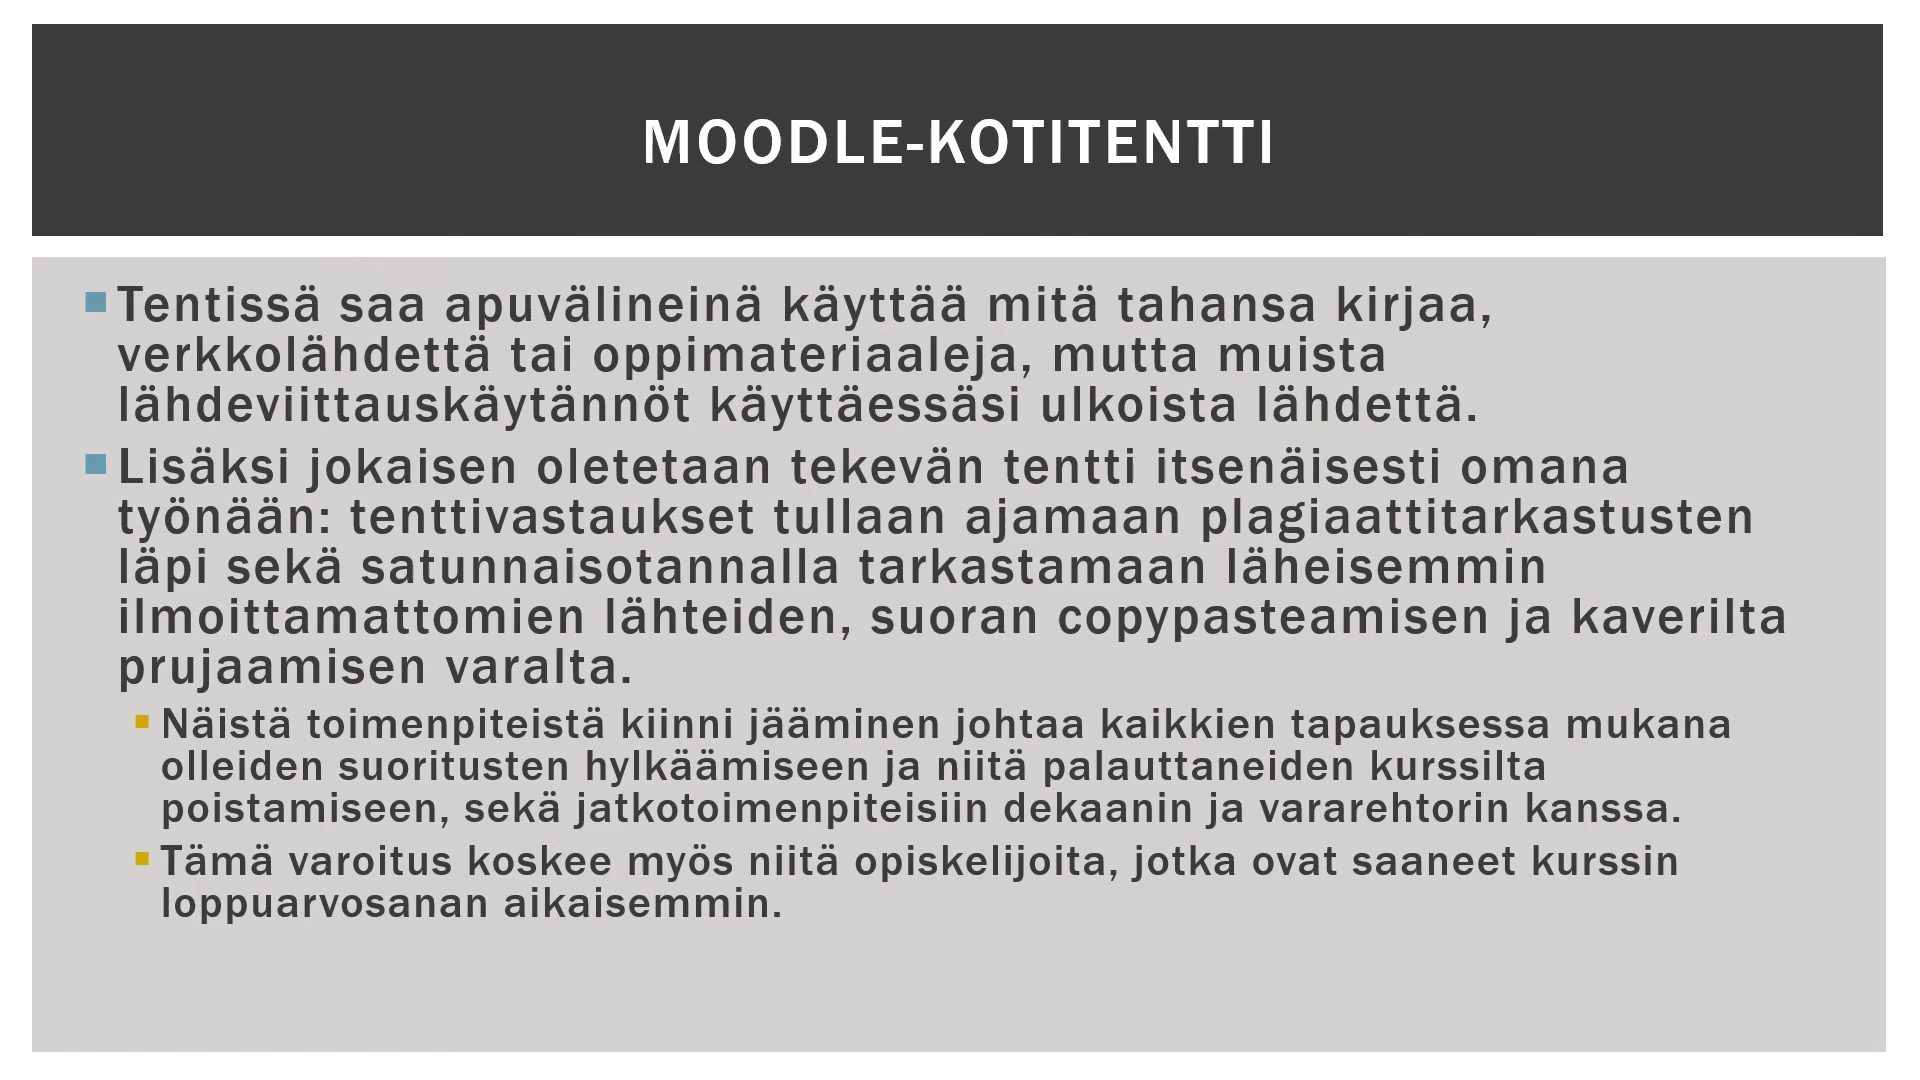 MOODLE-KOTITENTTI
Tentissä saa apuvälineinä käyttää mitä tahansa kirjaa,
verkkolähdettä tai oppimateriaaleja, mutta muista
lähdeviittauskäytännöt käyttäessäsi ulkoista lähdettä.
Lisäksi jokaisen oletetaan tekevän tentti itsenäisesti omana
työnään: tenttivastaukset tullaan ajamaan plagiaattitarkastusten
läpi sekä satunnaisotannalla tarkastamaan läheisemmin
ilmoittamattomien lähteiden, suoran copypasteamisen ja kaverilta
prujaamisen varalta.
Näistä toimenpiteistä kiinni jääminen johtaa kaikkien tapauksessa mukana
olleiden suoritusten hylkäämiseen ja niitä palauttaneiden kurssilta
poistamiseen, sekä jatkotoimenpiteisiin dekaanin ja vararehtorin kanssa.
Tämä varoitus koskee myös niitä opiskelijoita, jotka ovat saaneet kurssin
loppuarvosanan aikaisemmin.